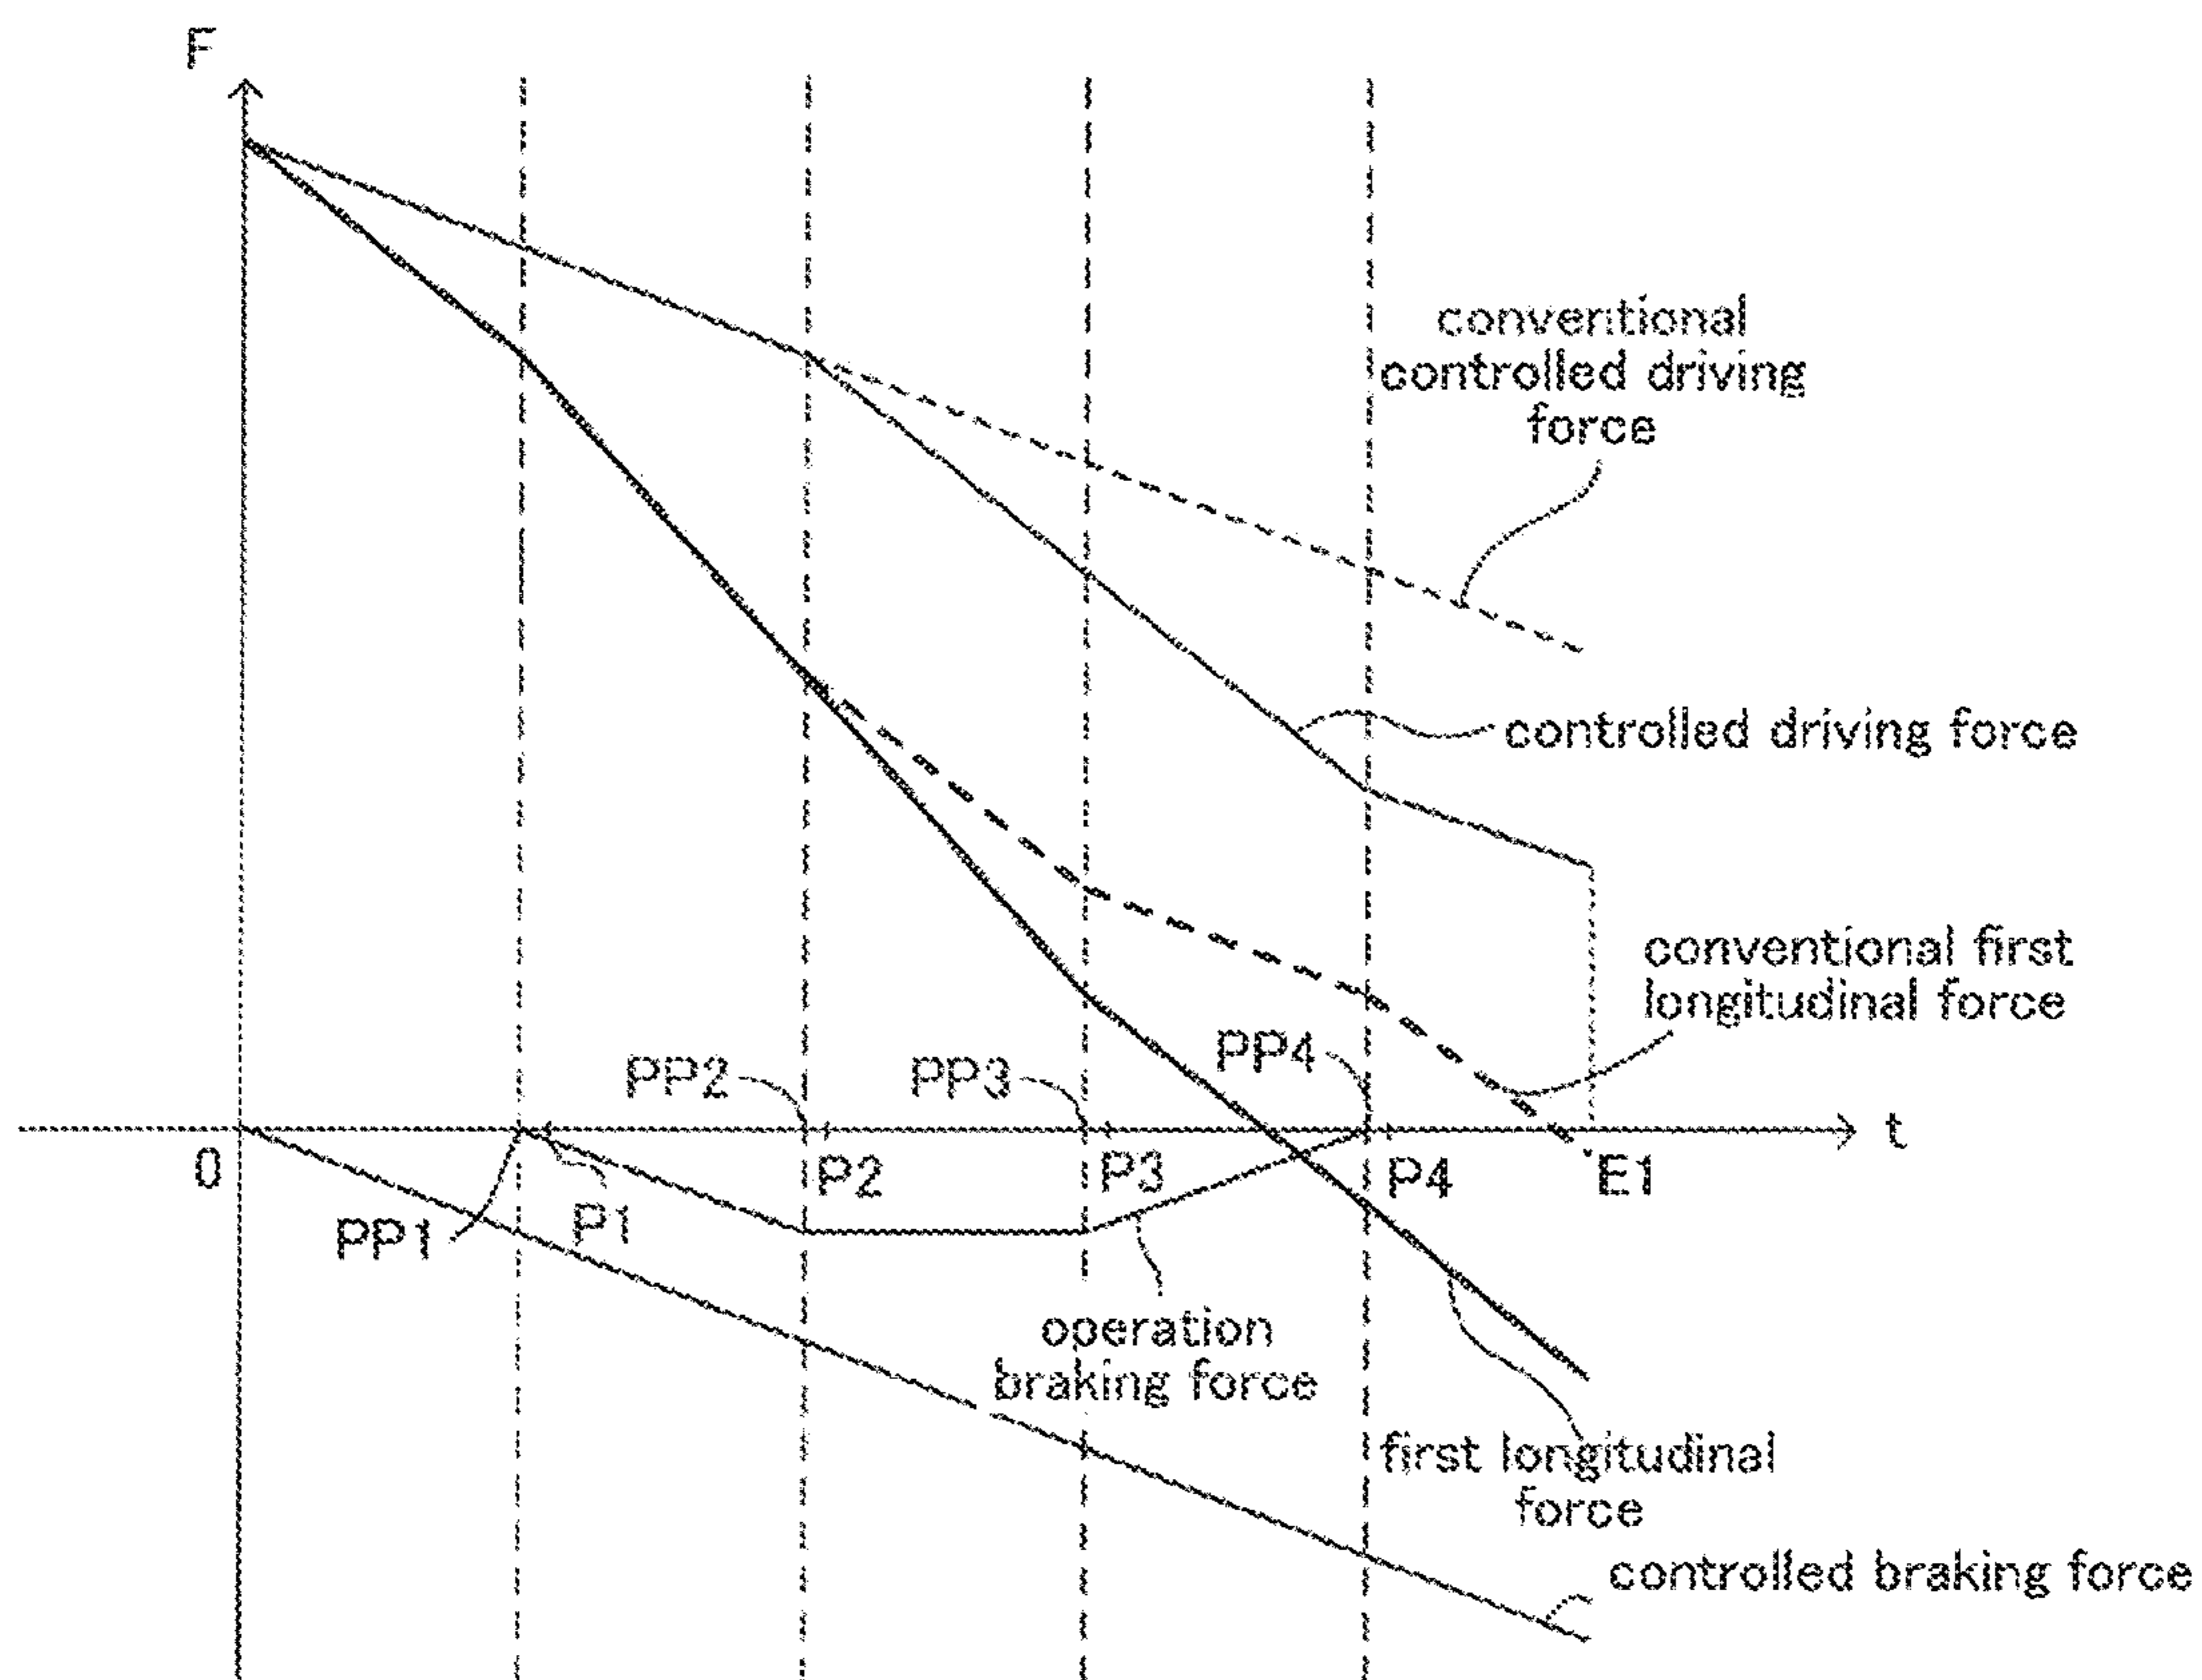 F
conventional
controlled driving
force
controlled driving force
conventional first
longitudinal force
PP2
PP3
PP4
t
0
PP1
P1
P2
P3
P4
E1
operation
braking force
first longitudinal
force
controlled braking force